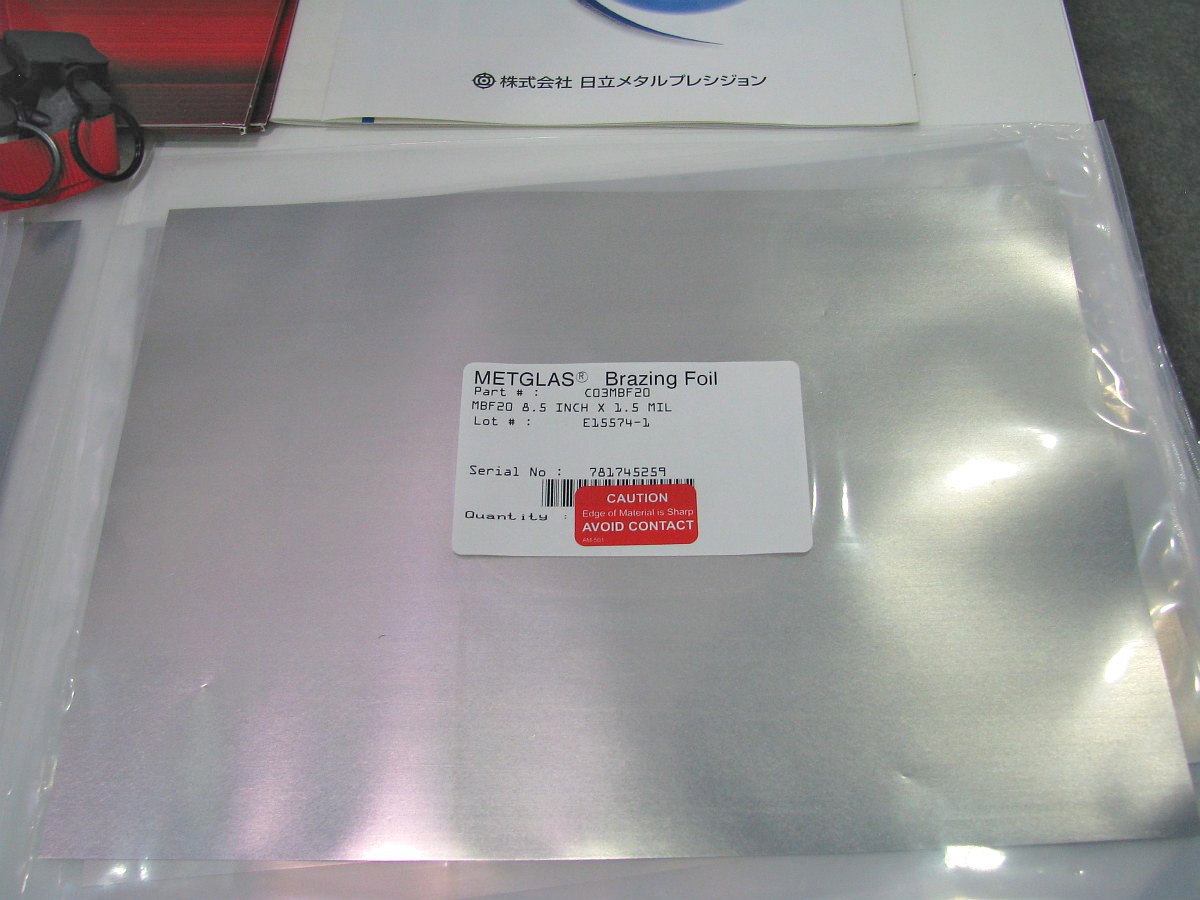 株式会社 日立メタルプレシジョン
METGLAS® Brazing Foil
Part # : C03MBF20
MBF20 8.5 INCH X 1.5 MIL
Lot # : E15574-1
Serial No : 781745259
Quantity :
CAUTION
Edge of Material is Sharp
AVOID CONTACT
AM-501